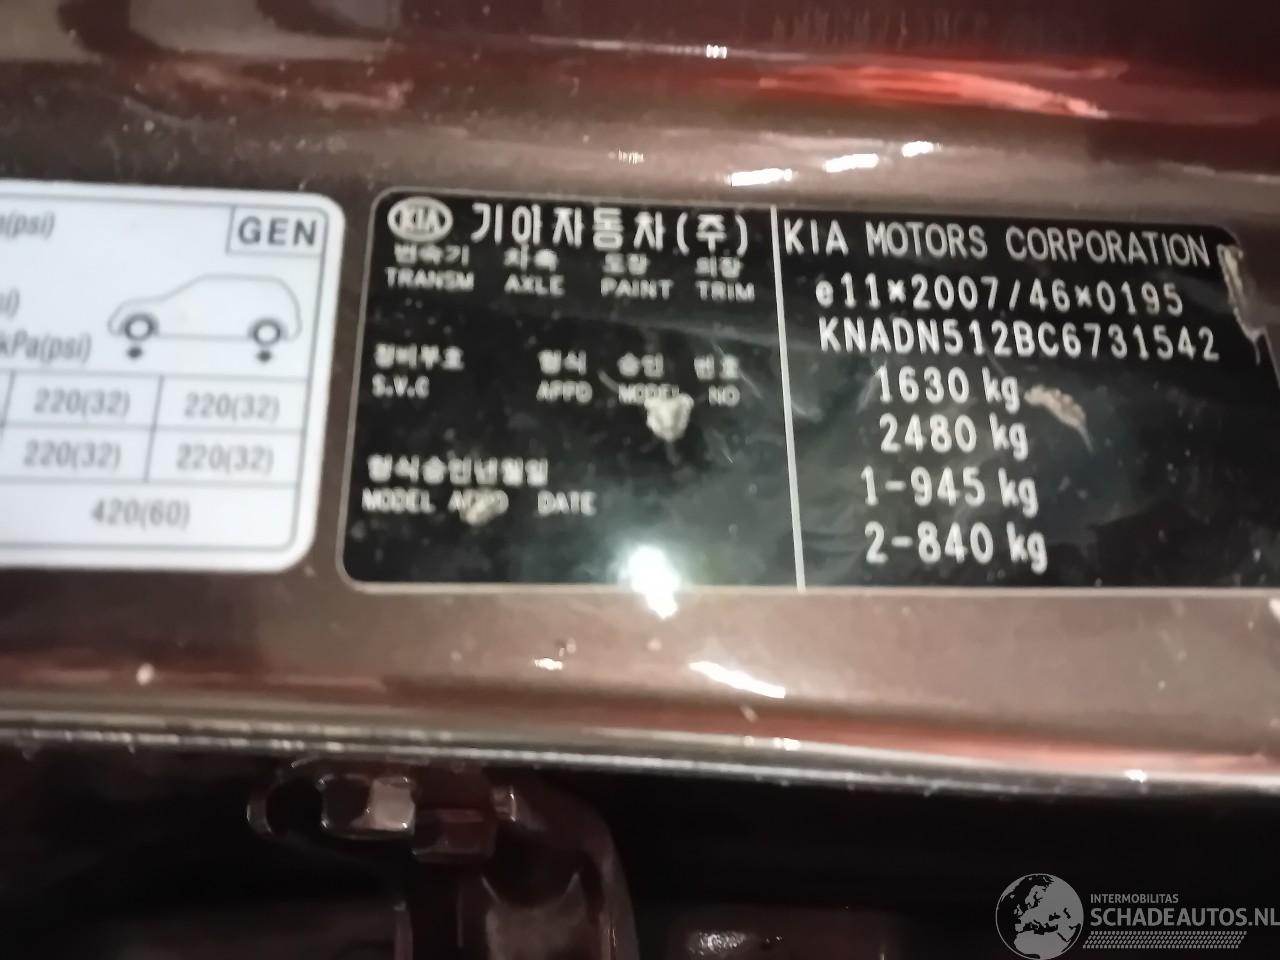 (psi)
GEN
kPa(psi)
220(32) 220(32)
220(32) 220(32)
420(60)
KIA 기아자동차(주)
변속기 차축 도장 의장
TRANSM AXLE PAINT TRIM
장비부호 형식 승인 번호
S.V.C APPD MODEL NO
형식승인년월일
MODEL APPD DATE
KIA MOTORS CORPORATION
e11*2007/46*0195
KNADN512BC6731542
1630 kg
2480 kg
1-945 kg
2-840 kg
INTERMOBILITAS
SCHADEAUTOS.NL